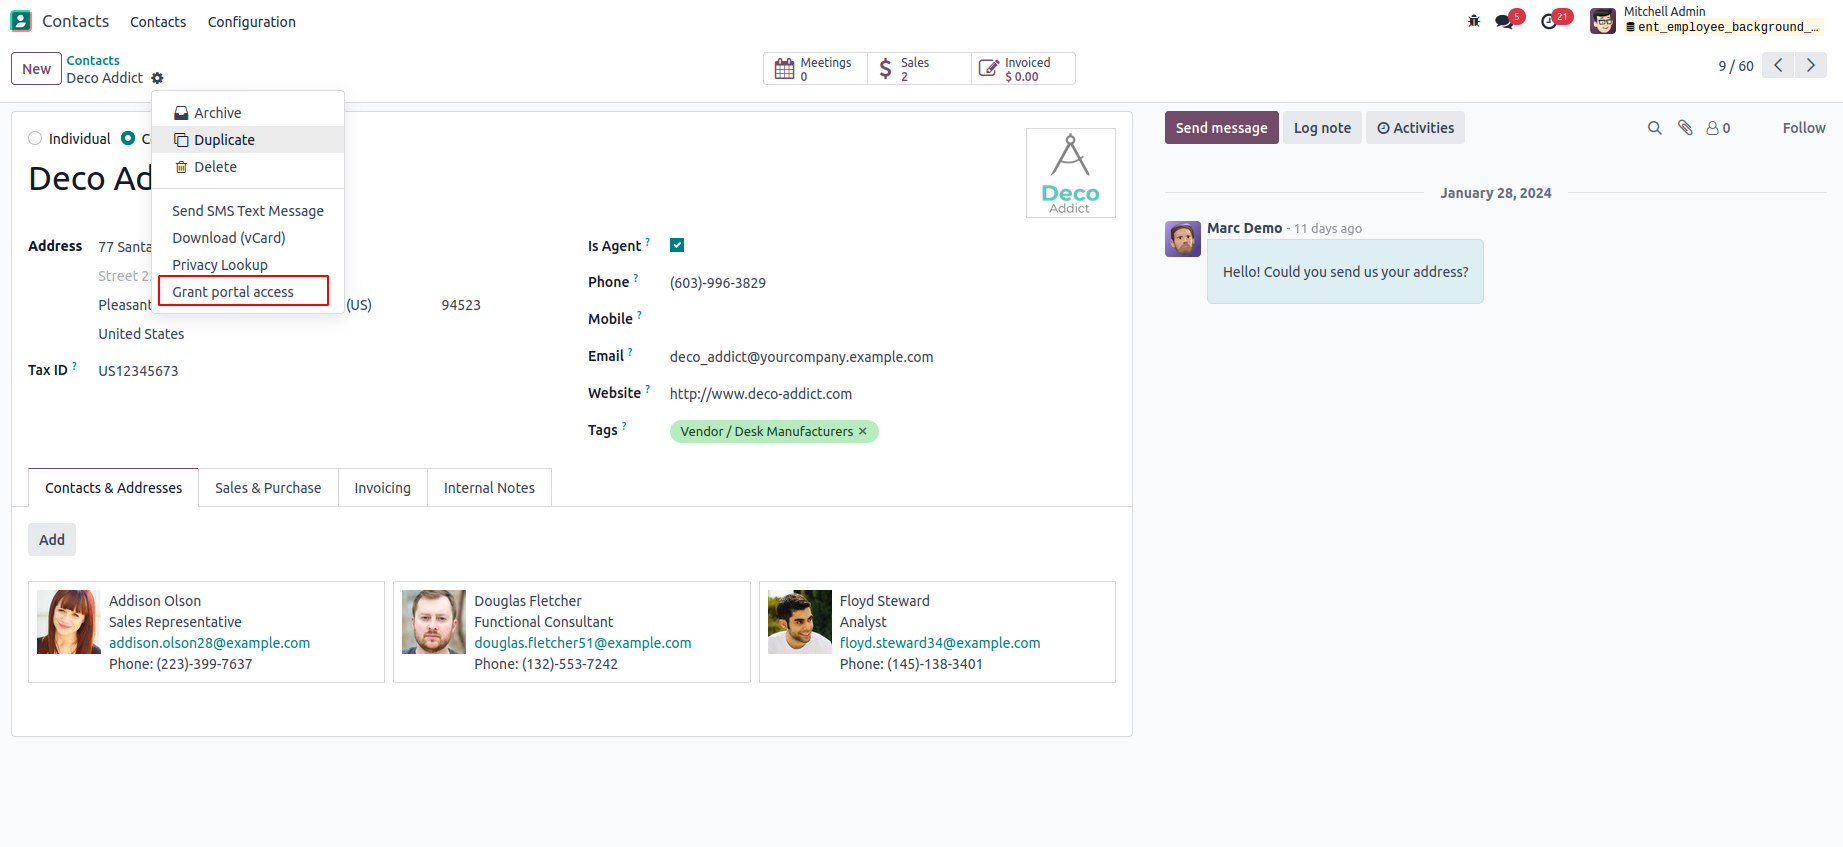 Contacts Contacts Configuration
5 21 Mitchell Admin
ent_employee_background_…
New Contacts
Deco Addict
Meetings 0
Sales 2
Invoiced $ 0.00
9 / 60
Archive
Duplicate
Delete
Send SMS Text Message
Download (vCard)
Privacy Lookup
Grant portal access
Individual C
Deco Ad
Deco
Addict
Address 77 Santa
Street 2.
Pleasant (US) 94523
United States
Tax ID ? US12345673
Is Agent ?
Phone ? (603)-996-3829
Mobile ?
Email ? deco_addict@yourcompany.example.com
Website ? http://www.deco-addict.com
Tags ? Vendor / Desk Manufacturers ×
Contacts & Addresses Sales & Purchase Invoicing Internal Notes
Add
Addison Olson
Sales Representative
addison.olson28@example.com
Phone: (223)-399-7637
Douglas Fletcher
Functional Consultant
douglas.fletcher51@example.com
Phone: (132)-553-7242
Floyd Steward
Analyst
floyd.steward34@example.com
Phone: (145)-138-3401
Send message Log note Activities 0 Follow
January 28, 2024
Marc Demo - 11 days ago
Hello! Could you send us your address?